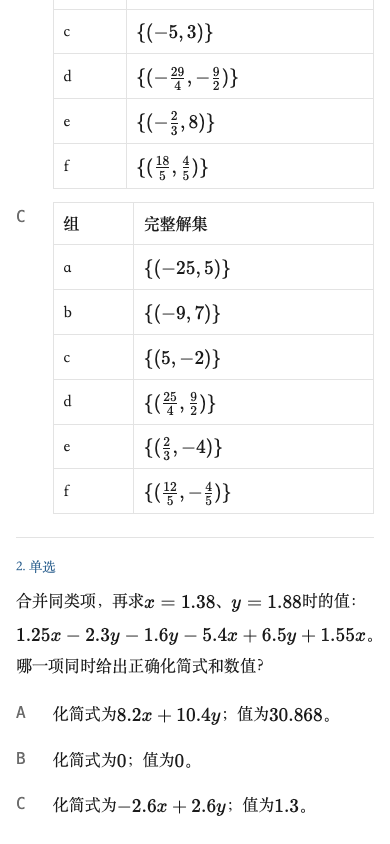 c {(−5, 3)}
d {(−29/4, −9/2)}
e {(−2/3, 8)}
f {(18/5, 4/5)}
C 组 完整解集
a {(−25, 5)}
b {(−9, 7)}
c {(5, −2)}
d {(25/4, 9/2)}
e {(2/3, −4)}
f {(12/5, −4/5)}
2. 单选
合并同类项，再求x = 1.38、y = 1.88时的值：
1.25x − 2.3y − 1.6y − 5.4x + 6.5y + 1.55x。
哪一项同时给出正确化简式和数值？
A 化简式为8.2x + 10.4y；值为30.868。
B 化简式为0；值为0。
C 化简式为−2.6x + 2.6y；值为1.3。